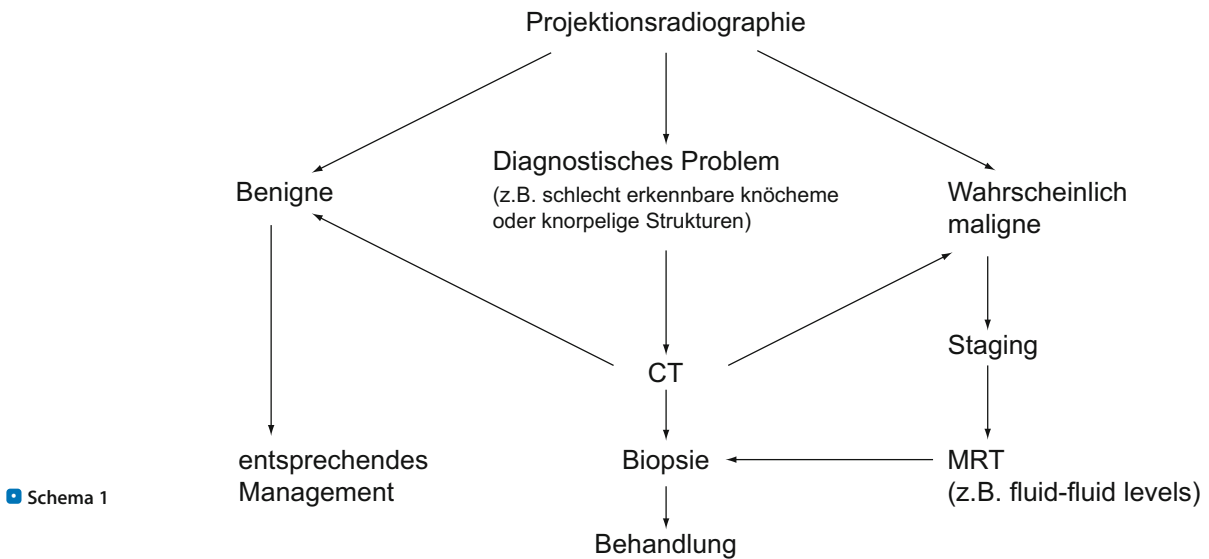 Projektionsradiographie
Diagnostisches Problem
(z.B. schlecht erkennbare knöcheme
oder knorpelige Strukturen)
Benigne
Wahrscheinlich
maligne
Staging
CT
entsprechendes
Management
Biopsie
MRT
(z.B. fluid-fluid levels)
Schema 1
Behandlung